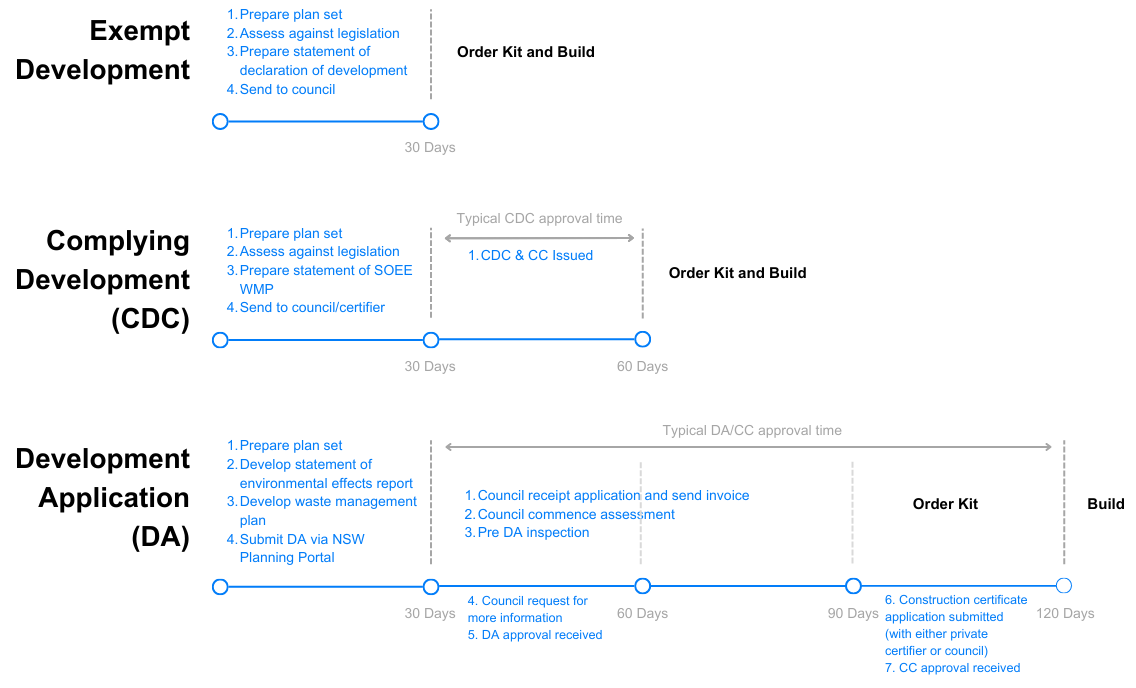 Exempt
Development
1. Prepare plan set
2. Assess against legislation
3. Prepare statement of
declaration of development
4. Send to council
Order Kit and Build
30 Days
Complying
Development
(CDC)
1. Prepare plan set
2. Assess against legislation
3. Prepare statement of SOEE
WMP
4. Send to council/certifier
Typical CDC approval time
1. CDC & CC Issued
Order Kit and Build
30 Days
60 Days
Development
Application
(DA)
1. Prepare plan set
2. Develop statement of
environmental effects report
3. Develop waste management
plan
4. Submit DA via NSW
Planning Portal
Typical DA/CC approval time
1. Council receipt application and send invoice
2. Council commence assessment
3. Pre DA inspection
Order Kit
Build
30 Days
4. Council request for
more information
5. DA approval received
60 Days
90 Days
6. Construction certificate
application submitted
(with either private
certifier or council)
7. CC approval received
120 Days